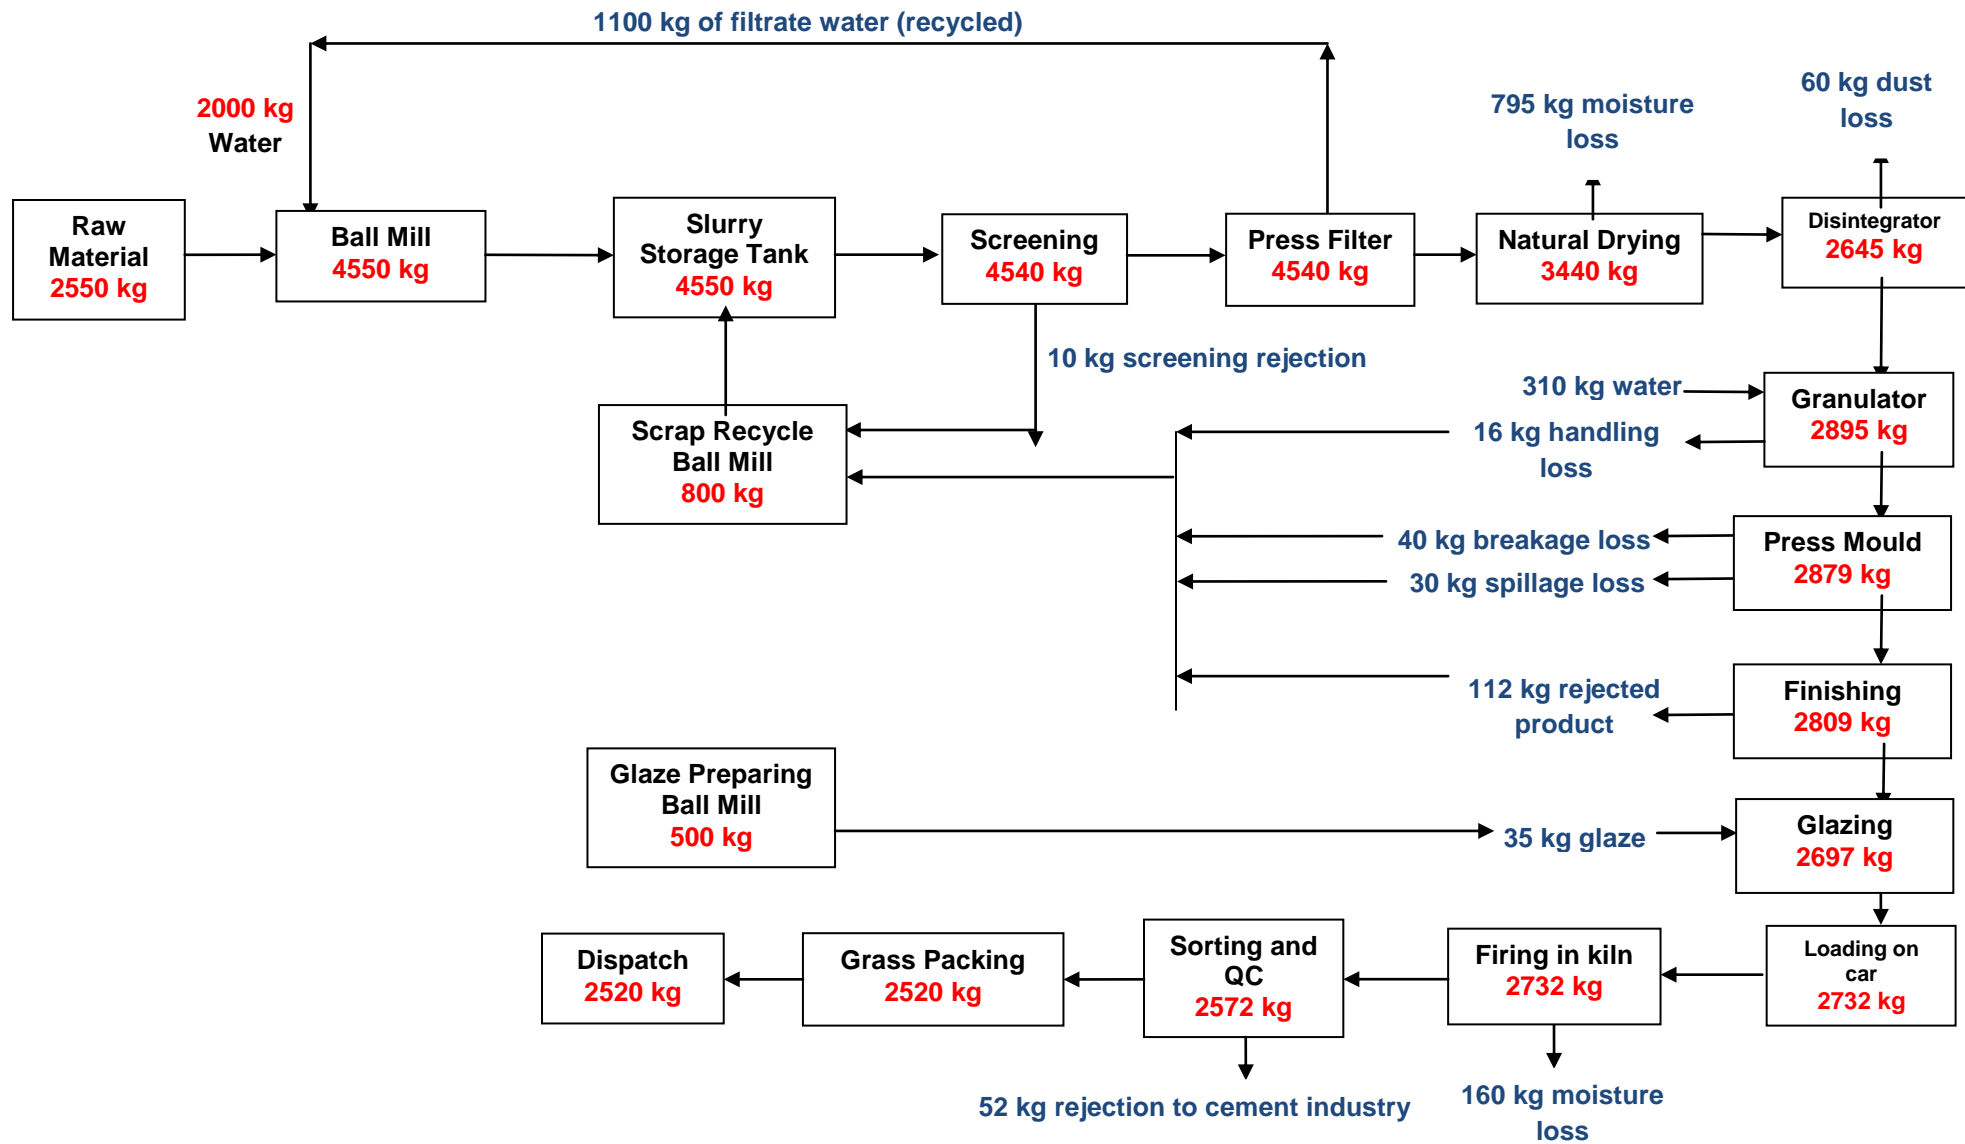 1100 kg of filtrate water (recycled)
2000 kg
Water
795 kg moisture
loss
60 kg dust
loss
Raw
Material
2550 kg
Ball Mill
4550 kg
Slurry
Storage Tank
4550 kg
Screening
4540 kg
Press Filter
4540 kg
Natural Drying
3440 kg
Disintegrator
2645 kg
10 kg screening rejection
Scrap Recycle
Ball Mill
800 kg
310 kg water
16 kg handling
loss
Granulator
2895 kg
40 kg breakage loss
30 kg spillage loss
Press Mould
2879 kg
112 kg rejected
product
Finishing
2809 kg
Glaze Preparing
Ball Mill
500 kg
35 kg glaze
Glazing
2697 kg
Dispatch
2520 kg
Grass Packing
2520 kg
Sorting and
QC
2572 kg
Firing in kiln
2732 kg
Loading on
car
2732 kg
52 kg rejection to cement industry
160 kg moisture
loss